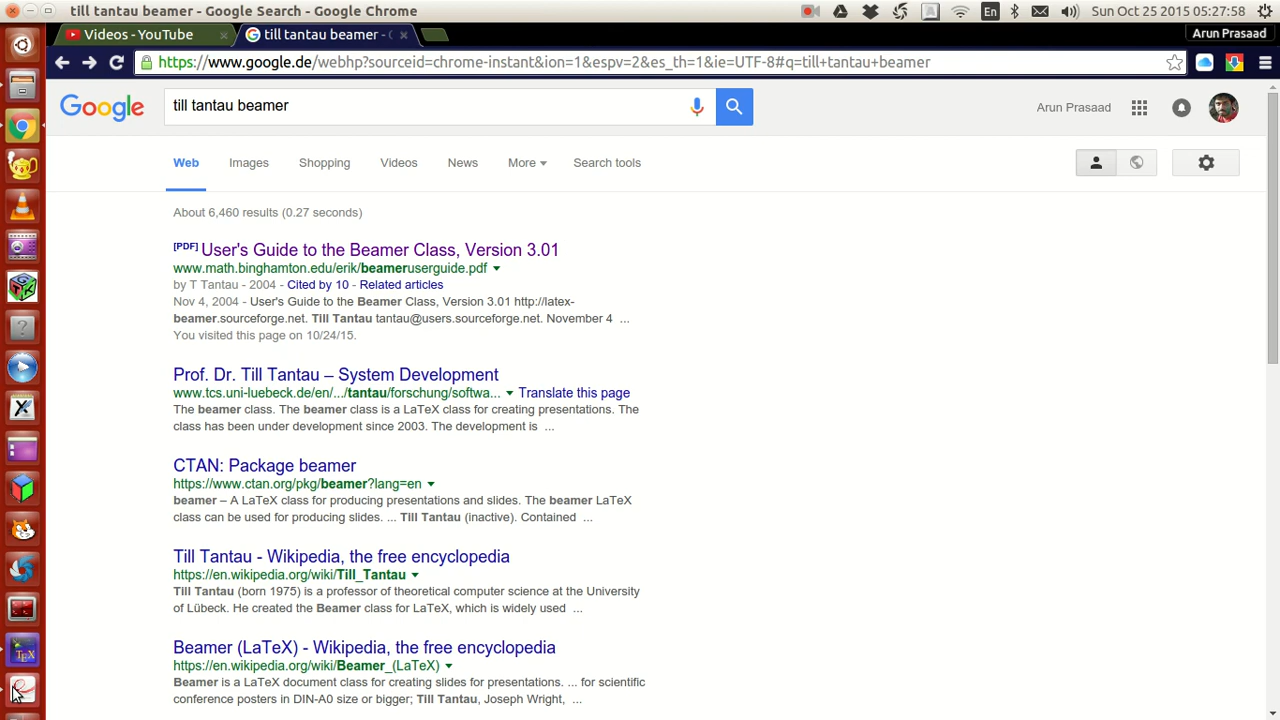 till tantau beamer - Google Search - Google Chrome
En
Sun Oct 25 2015 05:27:58
Videos - YouTube
till tantau beamer -
Arun Prasaad
https://www.google.de/webhp?sourceid=chrome-instant&ion=1&espv=2&es_th=1&ie=UTF-8#q=till+tantau+beamer
Google
till tantau beamer
Arun Prasaad
Web
Images
Shopping
Videos
News
More
Search tools
About 6,460 results (0.27 seconds)
[PDF] User's Guide to the Beamer Class, Version 3.01
www.math.binghamton.edu/erik/beameruserguide.pdf
by T Tantau - 2004 - Cited by 10 - Related articles
Nov 4, 2004 - User's Guide to the Beamer Class, Version 3.01 http://latex-
beamer.sourceforge.net. Till Tantau tantau@users.sourceforge.net. November 4 ...
You visited this page on 10/24/15.
Prof. Dr. Till Tantau – System Development
www.tcs.uni-luebeck.de/en/.../tantau/forschung/softwa... Translate this page
The beamer class. The beamer class is a LaTeX class for creating presentations. The
class has been under development since 2003. The development is ...
CTAN: Package beamer
https://www.ctan.org/pkg/beamer?lang=en
beamer – A LaTeX class for producing presentations and slides. The beamer LaTeX
class can be used for producing slides. ... Till Tantau (inactive). Contained ...
Till Tantau - Wikipedia, the free encyclopedia
https://en.wikipedia.org/wiki/Till_Tantau
Till Tantau (born 1975) is a professor of theoretical computer science at the University
of Lübeck. He created the Beamer class for LaTeX, which is widely used ...
Beamer (LaTeX) - Wikipedia, the free encyclopedia
https://en.wikipedia.org/wiki/Beamer_(LaTeX)
Beamer is a LaTeX document class for creating slides for presentations. ... for scientific
conference posters in DIN-A0 size or bigger; Till Tantau, Joseph Wright, ...
TEX